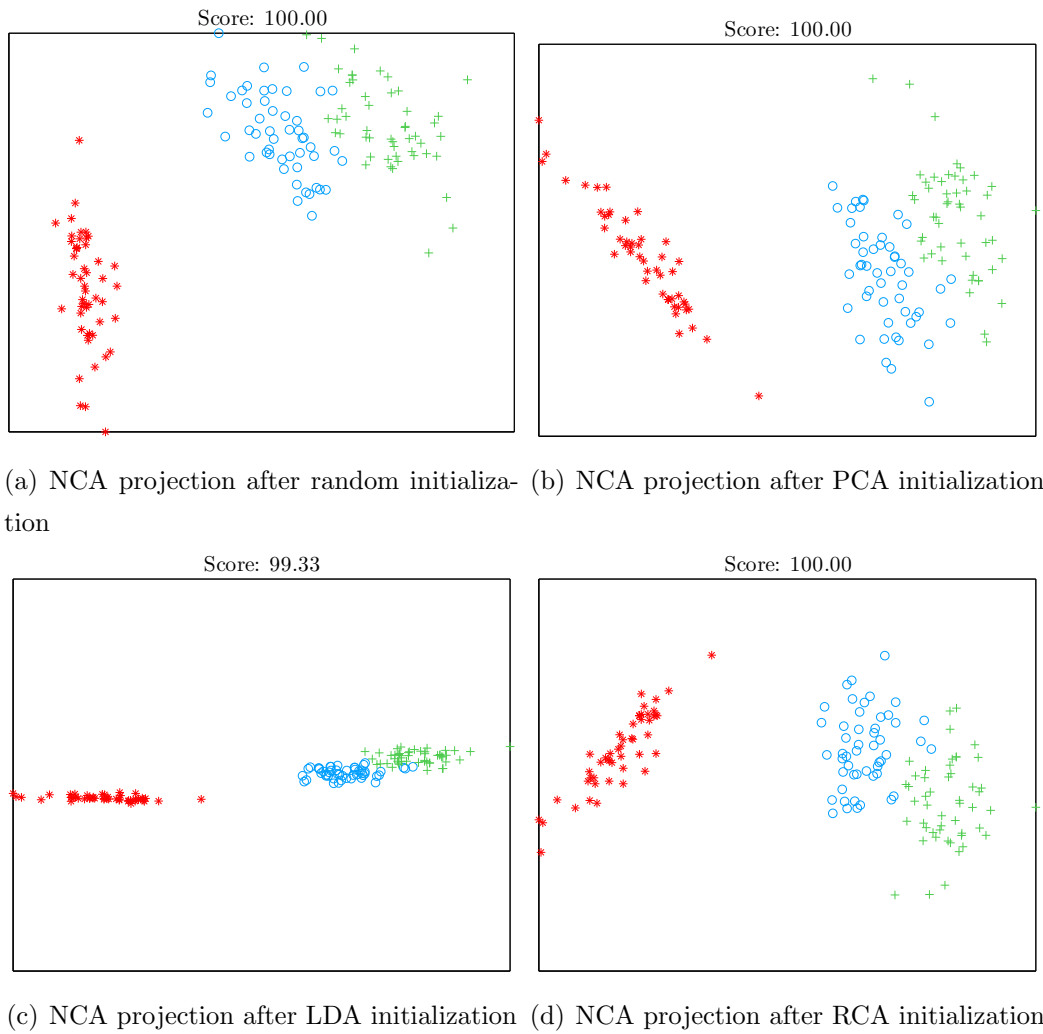 Score: 100.00
Score: 100.00
(a) NCA projection after random initializa-
tion
(b) NCA projection after PCA initialization
Score: 99.33
Score: 100.00
(c) NCA projection after LDA initialization
(d) NCA projection after RCA initialization